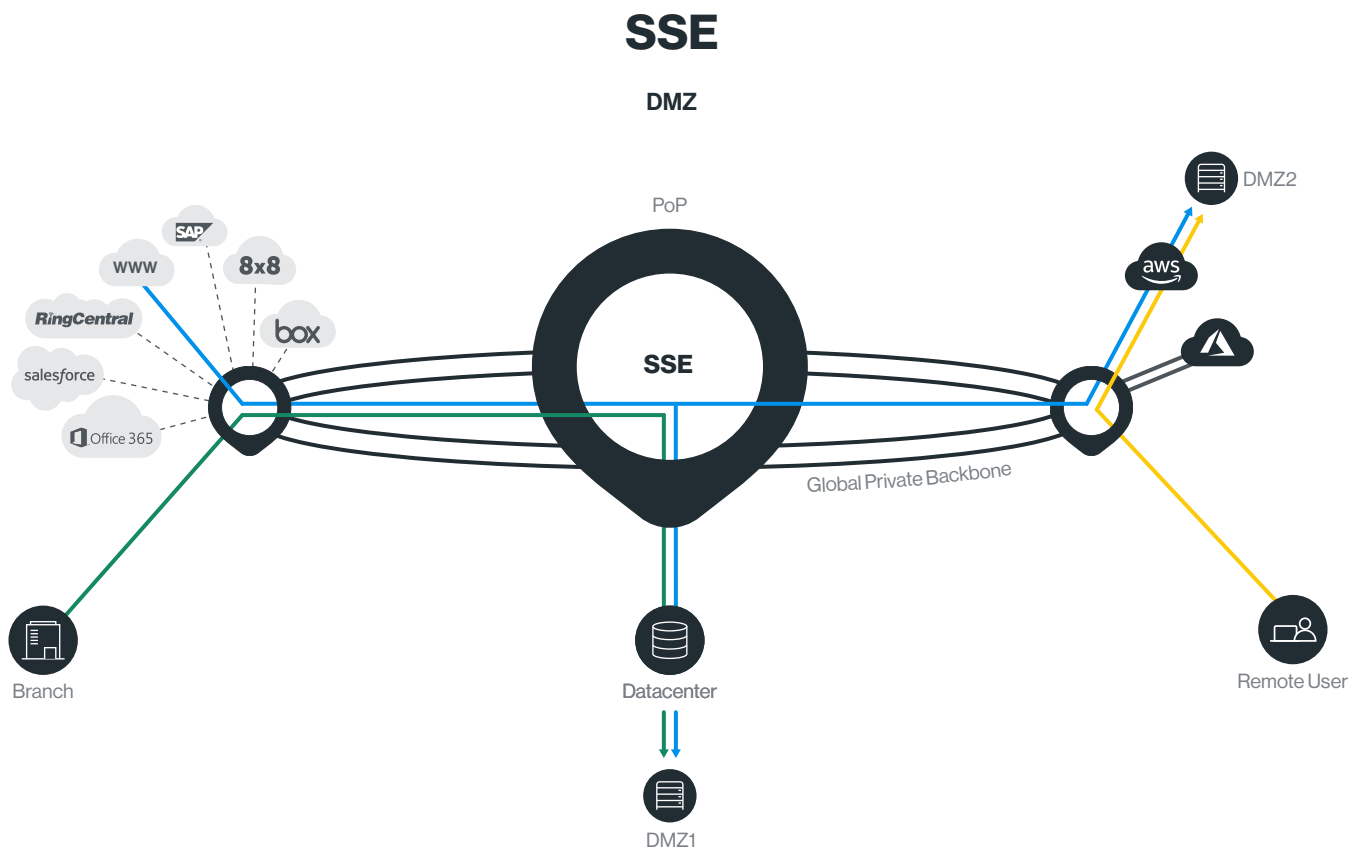 SSE
DMZ
PoP
DMZ2
SAP
www
8x8
aws
RingCentral
box
SSE
salesforce
Office 365
Global Private Backbone
Branch
Datacenter
Remote User
DMZ1